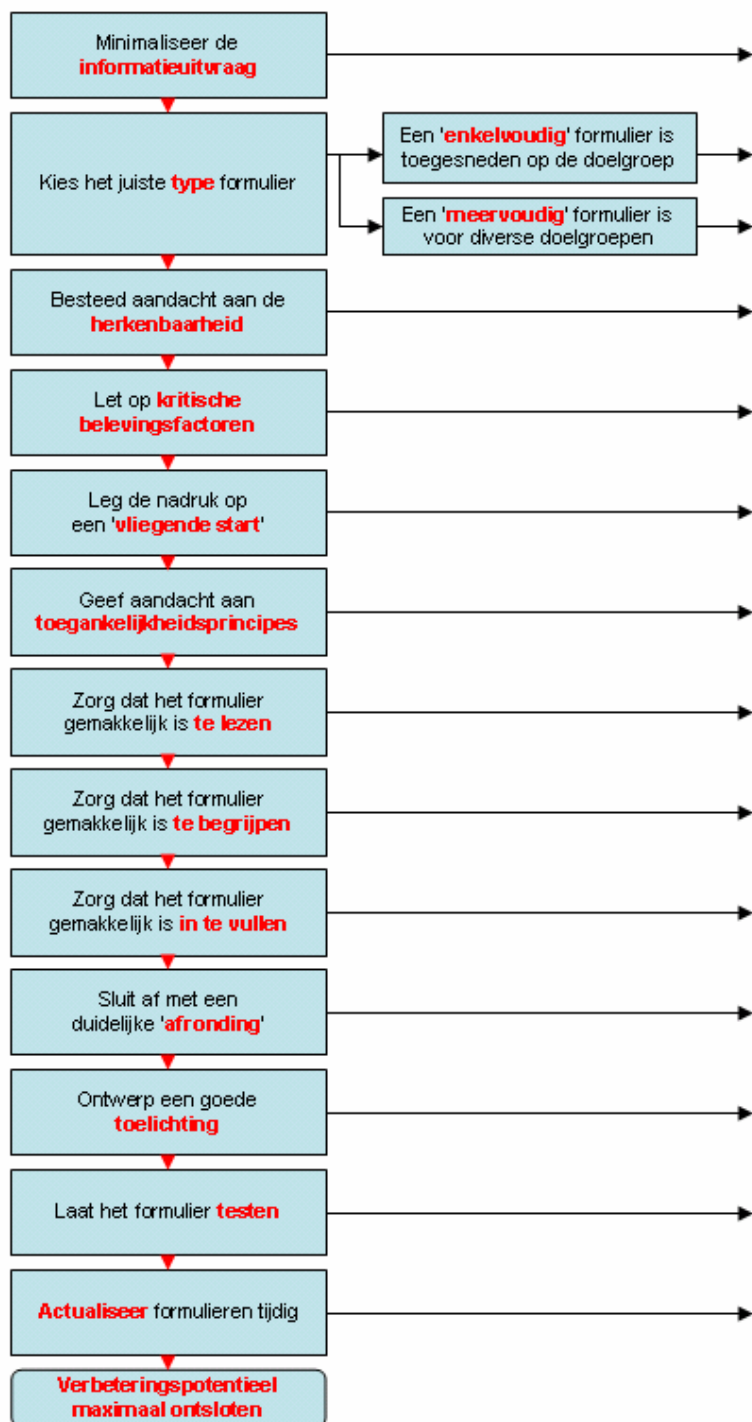 Minimaliseer de
informatieuitvraag
Kies het juiste type formulier
Een 'enkelvoudig' formulier is
toegesneden op de doelgroep
Een 'meervoudig' formulier is
voor diverse doelgroepen
Besteed aandacht aan de
herkenbaarheid
Let op kritische
belevingsfactoren
Leg de nadruk op
een 'vliegende start'
Geef aandacht aan
toegankelijkheidsprincipes
Zorg dat het formulier
gemakkelijk is te lezen
Zorg dat het formulier
gemakkelijk is te begrijpen
Zorg dat het formulier
gemakkelijk is in te vullen
Sluit af met een
duidelijke 'afronding'
Ontwerp een goede
toelichting
Laat het formulier testen
Actualiseer formulieren tijdig
Verbeteringspotentieel
maximaal ontsloten